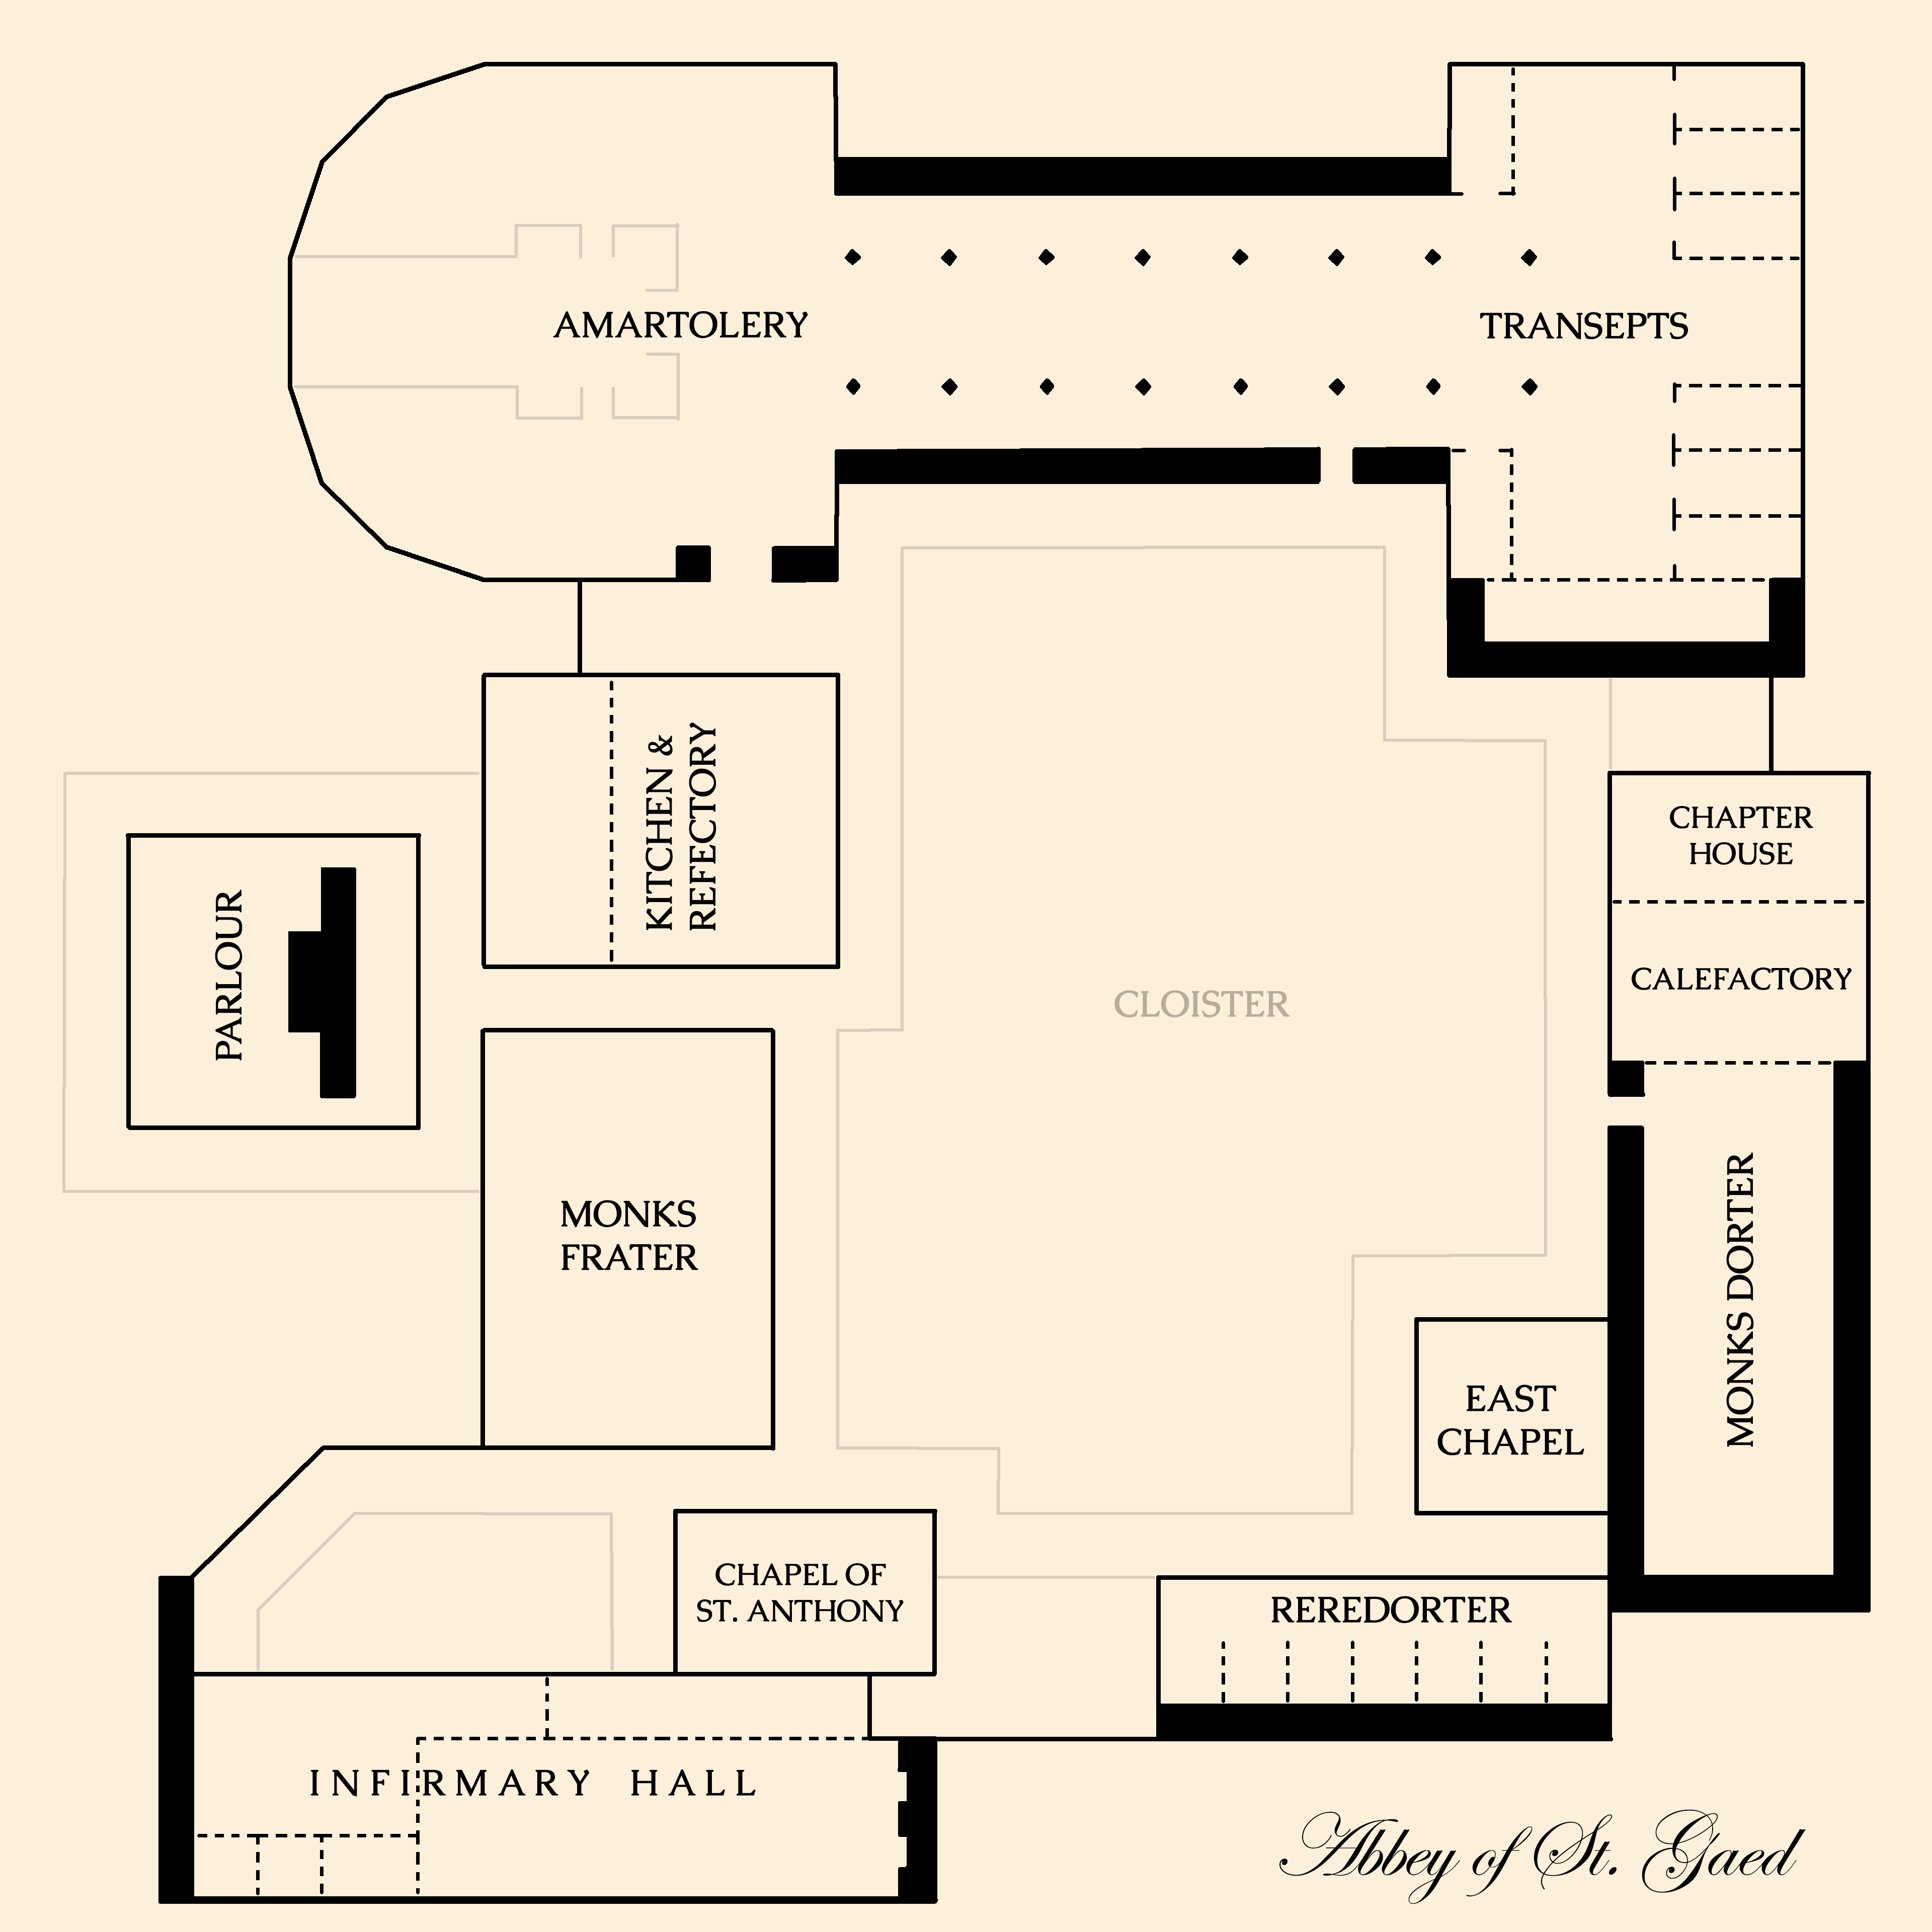 AMARTOLERY
TRANSEPTS
KITCHEN &
REFECTORY
CHAPTER
HOUSE
PARLOUR
CALEFACTORY
CLOISTER
MONKS
FRATER
MONKS DORTER
EAST
CHAPEL
CHAPEL OF
ST. ANTHONY
REREDORTER
INFIRMARY HALL
Abbey of St. Gaed